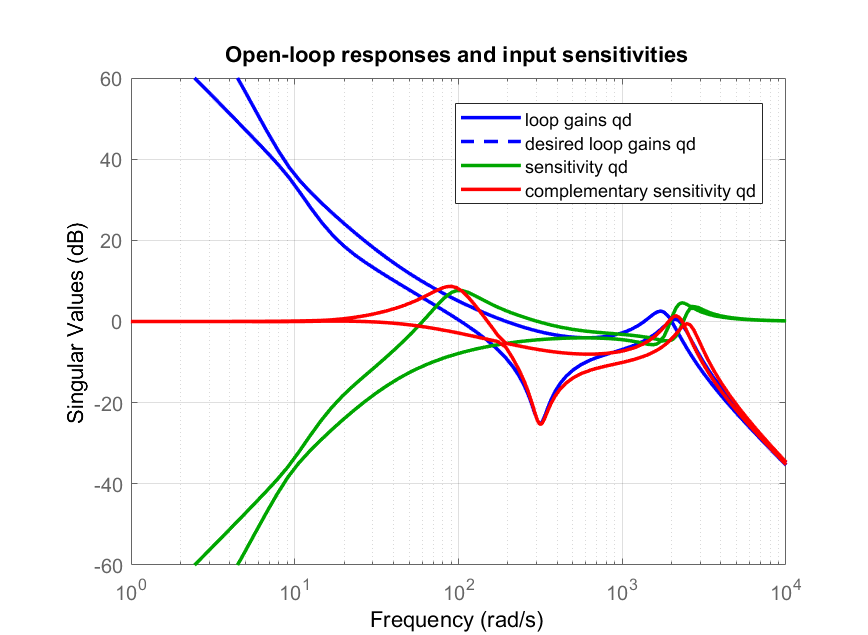 Open-loop responses and input sensitivities
60
40
20
0
-20
-40
-60
Singular Values (dB)
loop gains qd
desired loop gains qd
sensitivity qd
complementary sensitivity qd
10^0 10^1 10^2 10^3 10^4
Frequency (rad/s)